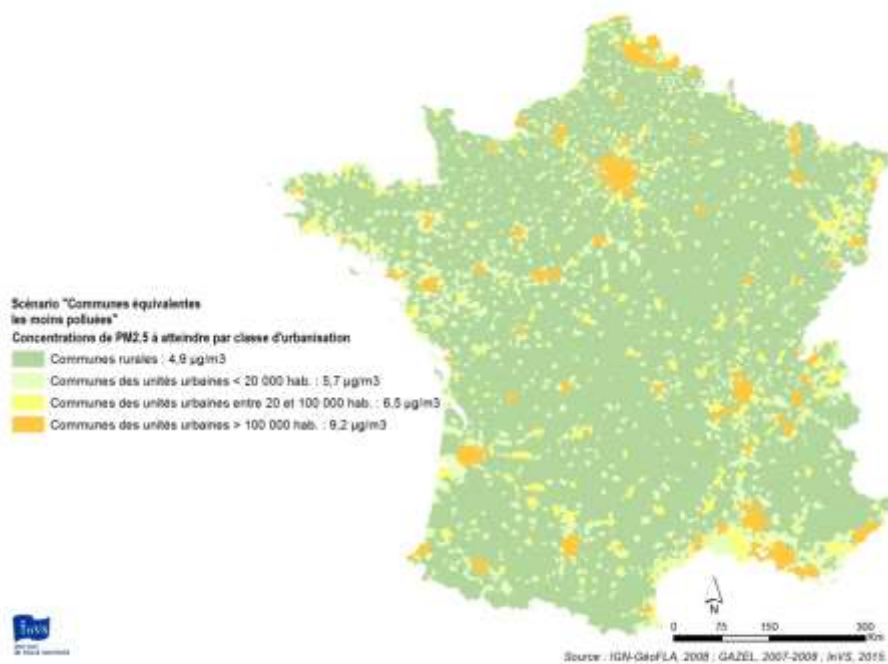 Scénario "Communes équivalentes
les moins polluées"
Concentrations de PM2,5 à atteindre par classe d'urbanisation
Communes rurales : 4,9 µg/m3
Communes des unités urbaines < 20 000 hab. : 5,7 µg/m3
Communes des unités urbaines entre 20 et 100 000 hab. : 6,5 µg/m3
Communes des unités urbaines > 100 000 hab. : 9,2 µg/m3
N
0 75 150 300
Km
InVS
Source : IGN-GéoFLA, 2008 ; GAZEL, 2007-2008 ; InVS, 2015